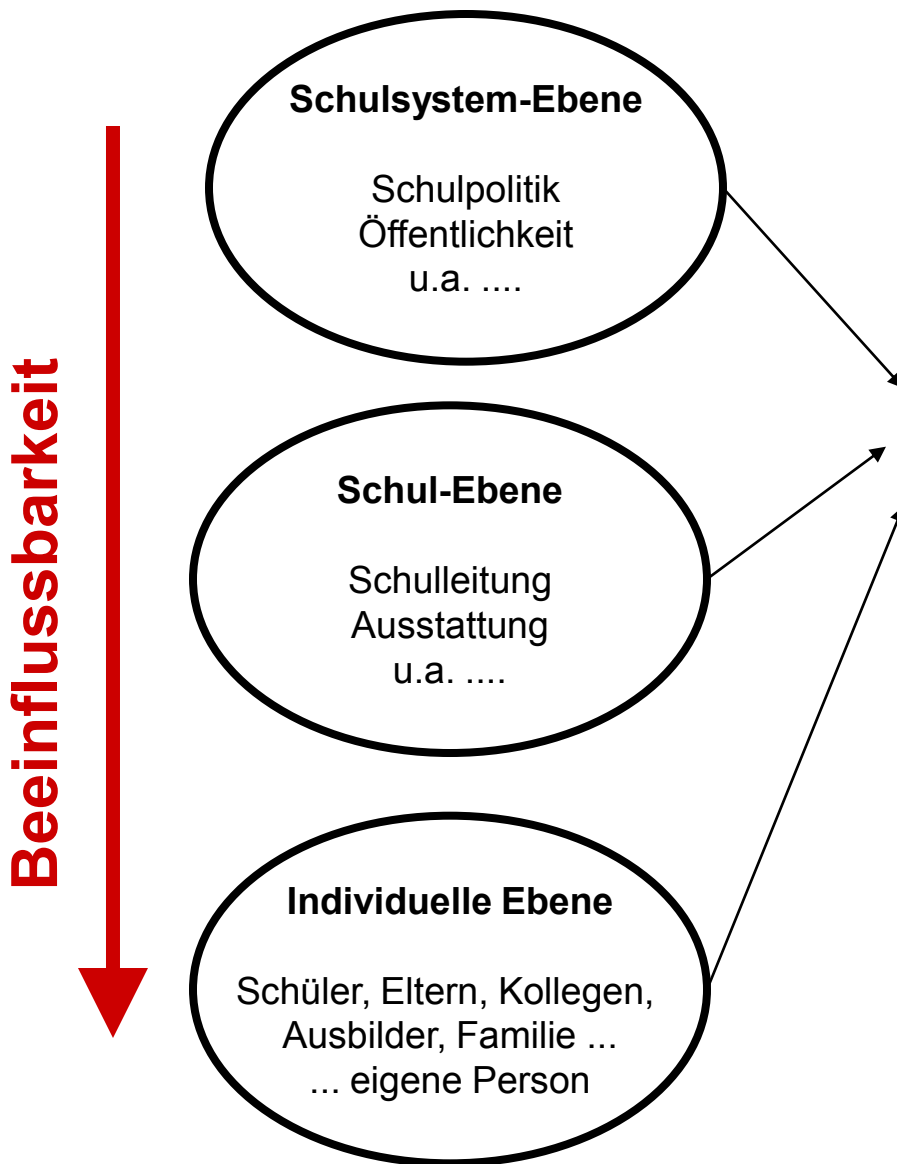 Beeinflussbarkeit
Schulsystem-Ebene
Schulpolitik
Öffentlichkeit
u.a. ....
Schul-Ebene
Schulleitung
Ausstattung
u.a. ....
Individuelle Ebene
Schüler, Eltern, Kollegen,
Ausbilder, Familie ...
... eigene Person